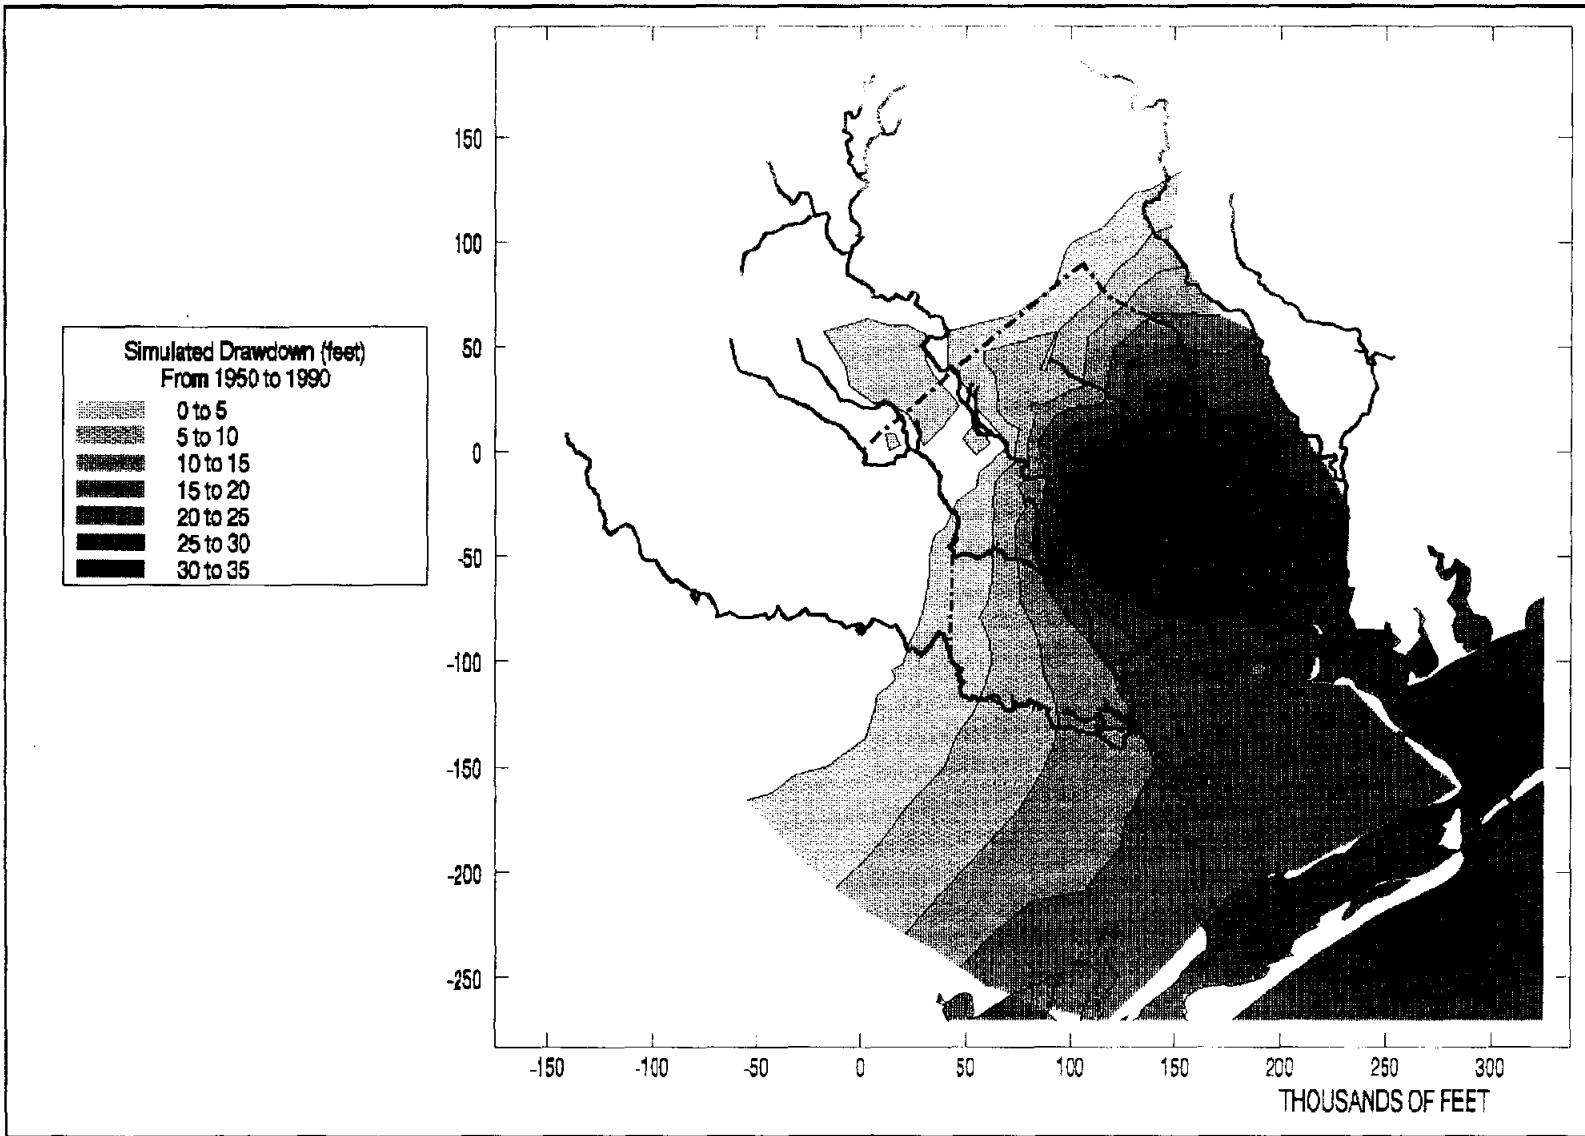 Simulated Drawdown (feet)
From 1950 to 1990
0 to 5
5 to 10
10 to 15
15 to 20
20 to 25
25 to 30
30 to 35
150
100
50
0
-50
-100
-150
-200
-250
-150
-100
-50
0
50
100
150
200
250
300
THOUSANDS OF FEET